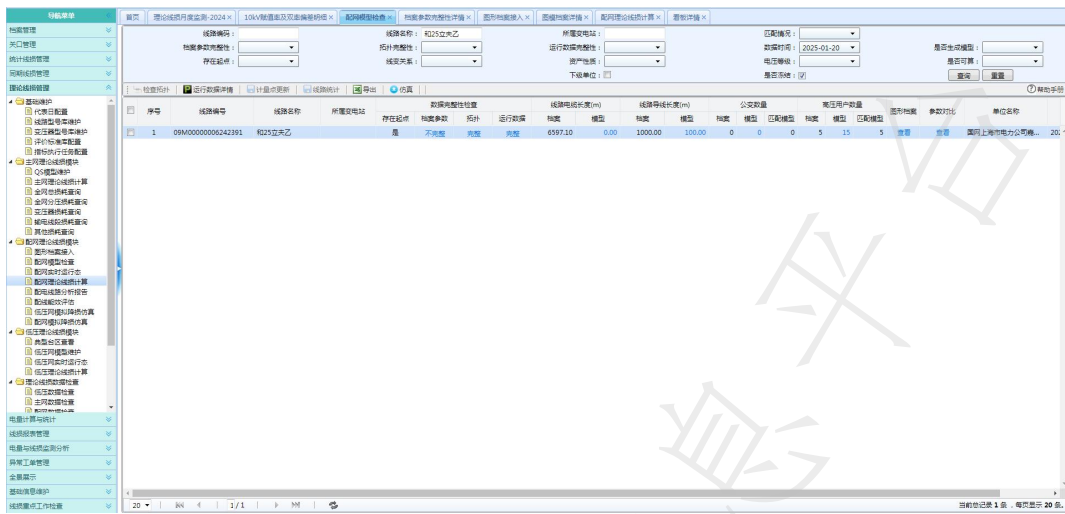 导航菜单
档案管理
关口管理
统计线损管理
同期线损管理
理论线损管理
基础维护
代表日配置
线路型号库维护
变压器型号库维护
评价标准库配置
指标执行任务配置
主网理论线损模块
QS模型维护
主网理论线损计算
全网总损耗查询
全网分压损耗查询
变压器损耗查询
输电线段损耗查询
其他损耗查询
配网理论线损模块
图形档案接入
配网模型检查
配网实时运行态
配网理论线损计算
配电线路分析报告
配线能效评估
低压网模拟降损仿真
配网模拟降损仿真
低压理论线损模块
典型台区查看
低压网模型维护
低压网实时运行态
低压理论线损计算
理论线损数据检查
低压数据检查
主网数据检查
配网数据检查
电量计算与统计
线损报表管理
电量与线损监测分析
异常工单管理
全景展示
基础信息维护
线损重点工作检查
首页 理论线损月度监测-2024× 10kV赋值率及双率偏差明细× 配网模型检查× 档案参数完整性详情× 图形档案接入× 图模档案详情× 配网理论线损计算× 看板详情×
线路编码： 线路名称： 和25立夫乙 所属变电站： 匹配情况：
档案参数完整性： 拓扑完整性： 运行数据完整性： 数据时间： 2025-01-20 是否生成模型：
存在起点： 线变关系： 资产性质： 电压等级： 是否可算：
下级单位： 是否冻结： 查询 重置
检查拓扑 运行数据详情 计量点更新 线路统计 导出 仿真 帮助手册
序号 线路编号 线路名称 所属变电站 数据完整性检查 线路电缆长度(m) 线路导线长度(m) 公变数量 高压用户数量 图形档案 参数对比 单位名称
存在起点 档案参数 拓扑 运行数据 档案 模型 档案 模型 档案 模型 匹配模型 档案 模型 匹配模型
1 09M00000006242391 和25立夫乙 是 不完整 完整 完整 6597.10 0.00 1000.00 100.00 0 0 0 5 15 5 查看 查看 国网上海市电力公司... 202
20 1/1 当前总记录 1 条，每页显示 20 条.